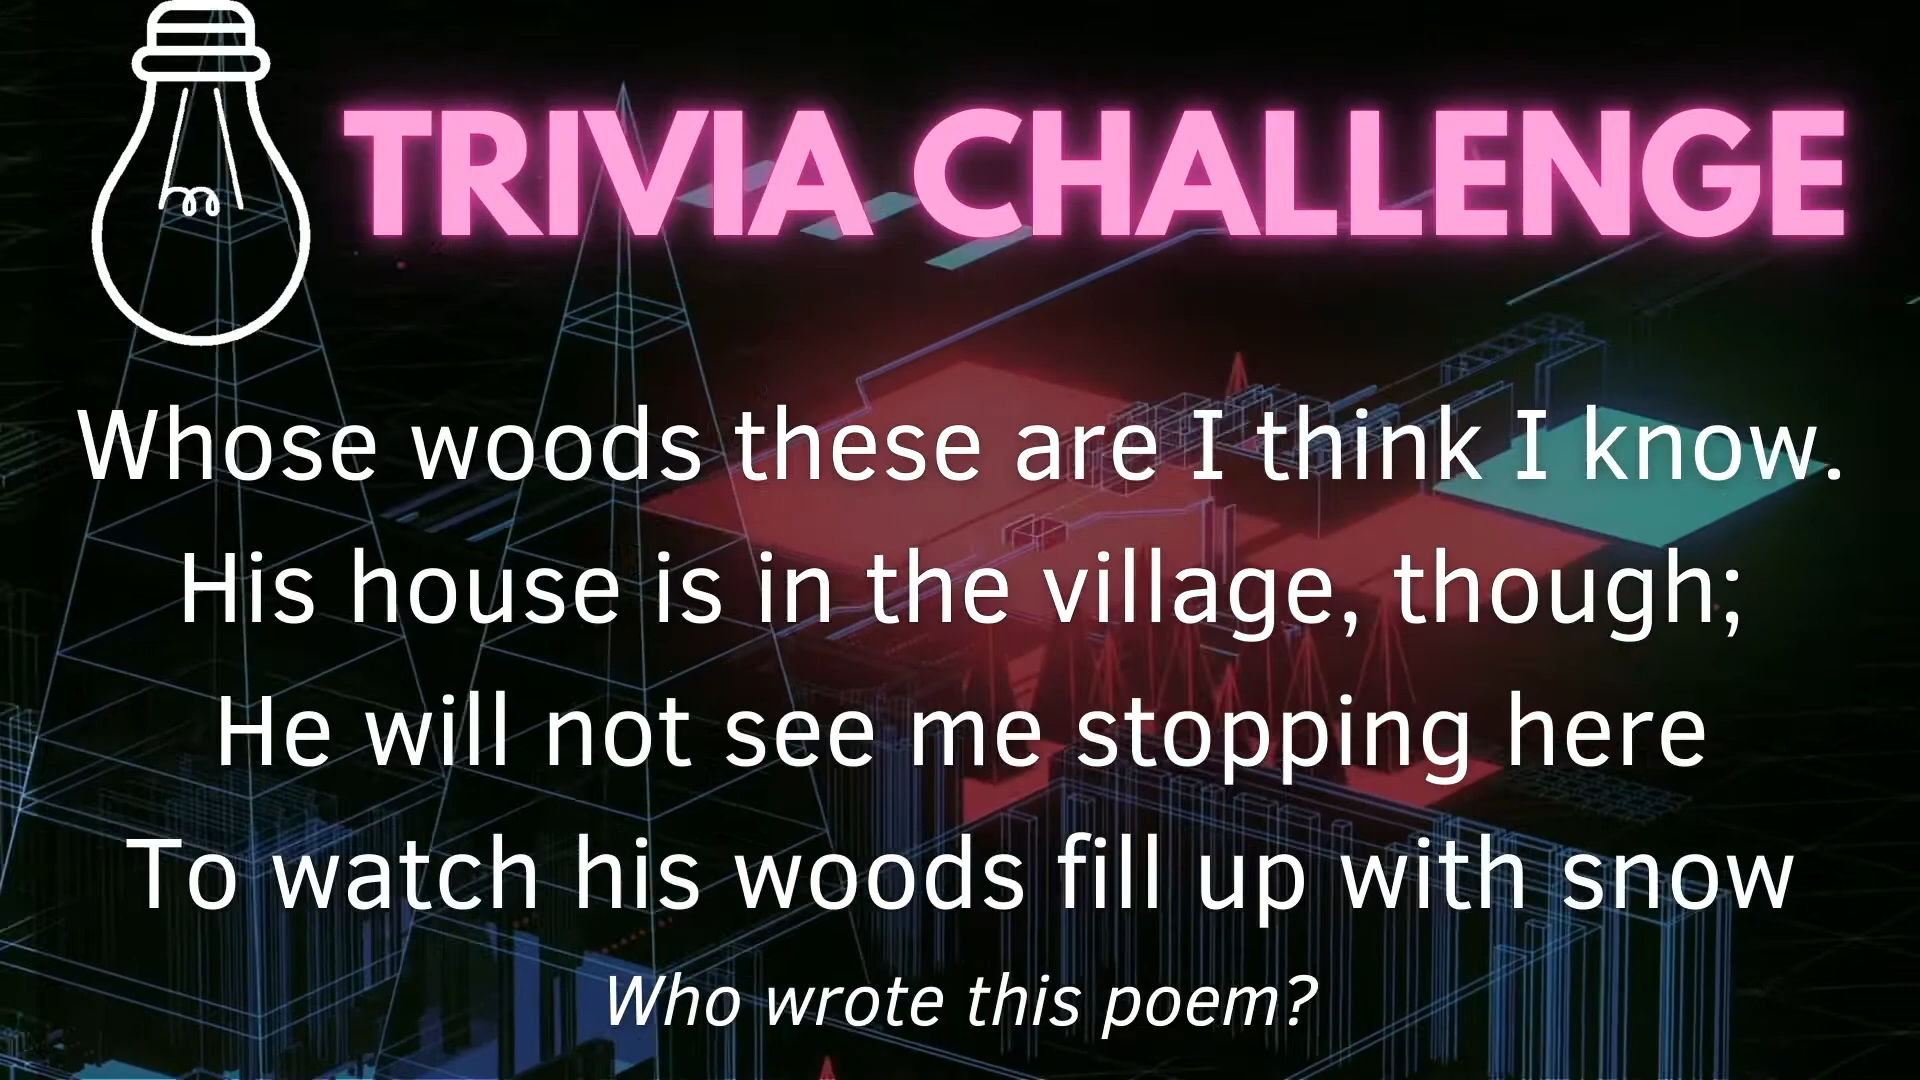 TRIVIA CHALLENGE
Whose woods these are I think I know.
His house is in the village, though;
He will not see me stopping here
To watch his woods fill up with snow
Who wrote this poem?